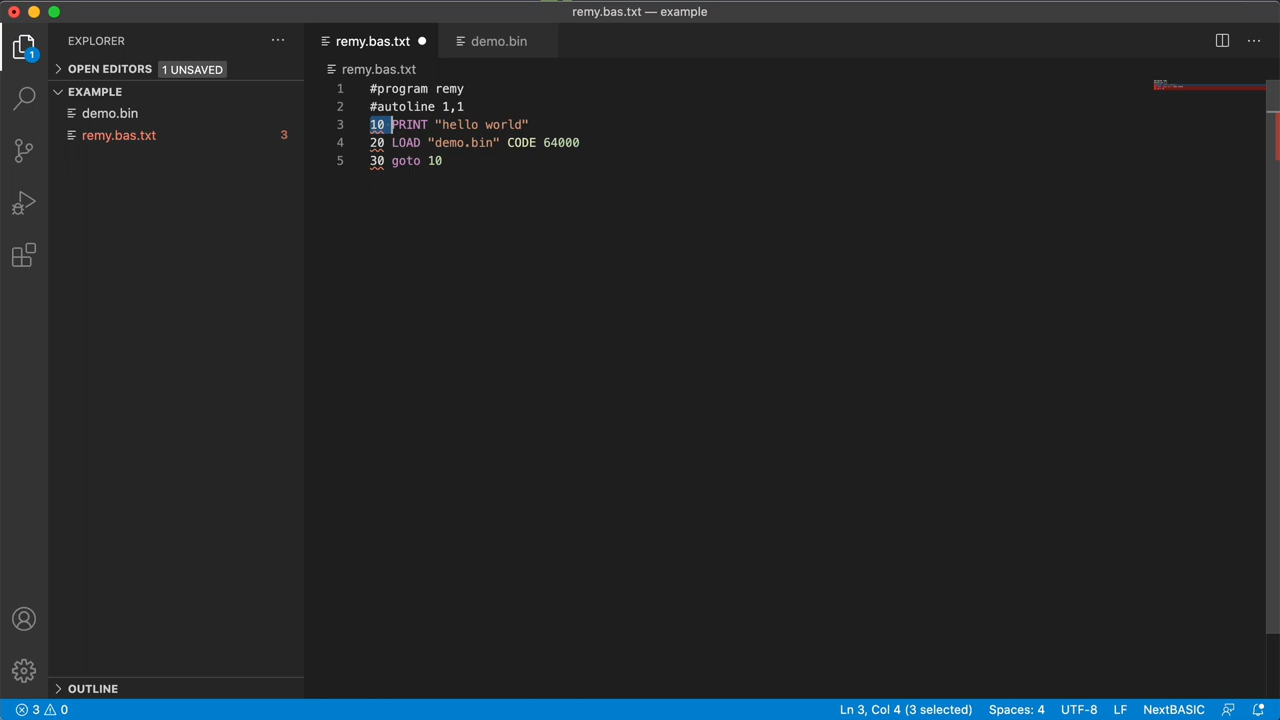 remy.bas.txt — example
1
EXPLORER
OPEN EDITORS 1 UNSAVED
EXAMPLE
demo.bin
remy.bas.txt 3
OUTLINE
remy.bas.txt
demo.bin
remy.bas.txt
1 #program remy
2 #autoline 1,1
3 10 PRINT "hello world"
4 20 LOAD "demo.bin" CODE 64000
5 30 goto 10
3 0
Ln 3, Col 4 (3 selected) Spaces: 4 UTF-8 LF NextBASIC